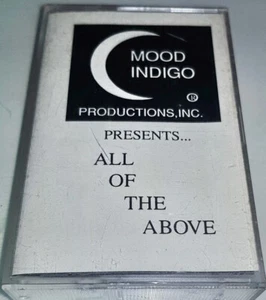 MOOD
INDIGO
®
PRODUCTIONS,INC.
PRESENTS...
ALL
OF
THE
ABOVE